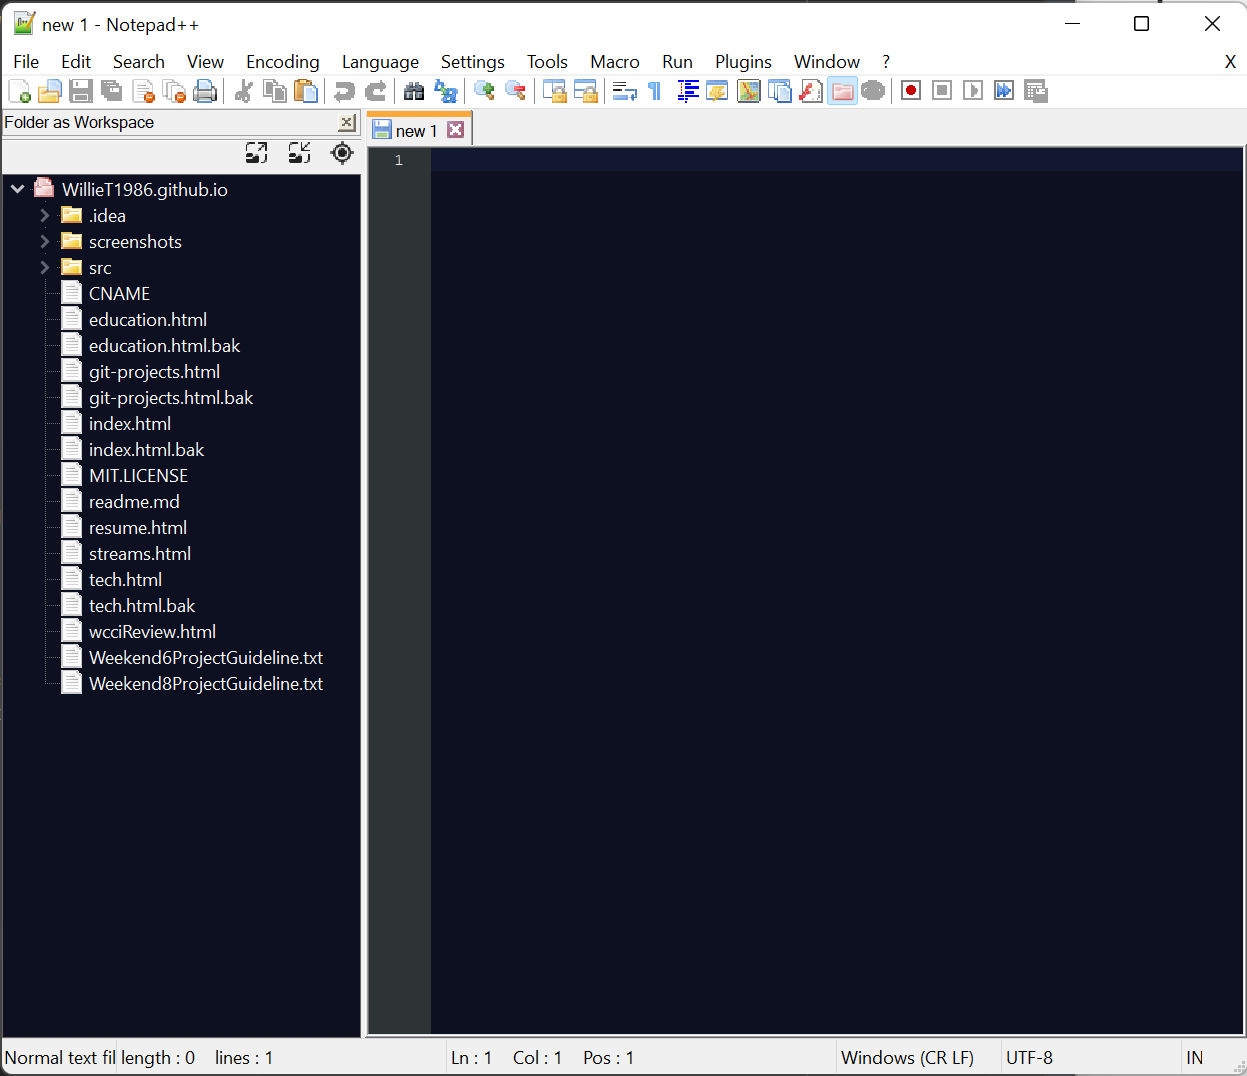 new 1 - Notepad++
File Edit Search View Encoding Language Settings Tools Macro Run Plugins Window ? X
Folder as Workspace
new 1
1
WillieT1986.github.io
.idea
screenshots
src
CNAME
education.html
education.html.bak
git-projects.html
git-projects.html.bak
index.html
index.html.bak
MIT.LICENSE
readme.md
resume.html
streams.html
tech.html
tech.html.bak
wcciReview.html
Weekend6ProjectGuideline.txt
Weekend8ProjectGuideline.txt
Normal text fil length : 0 lines : 1 Ln : 1 Col : 1 Pos : 1 Windows (CR LF) UTF-8 IN